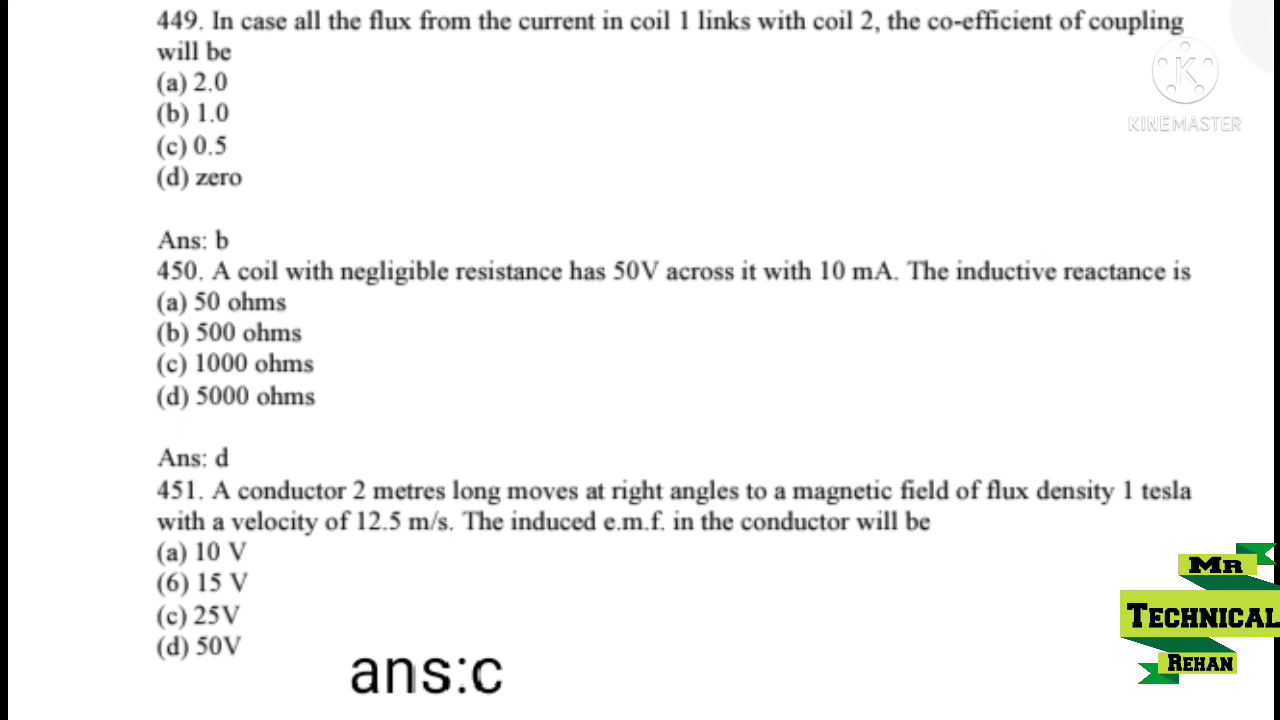 449. In case all the flux from the current in coil 1 links with coil 2, the co-efficient of coupling
will be
(a) 2.0
(b) 1.0
(c) 0.5
(d) zero
K
KINEMASTER
Ans: b
450. A coil with negligible resistance has 50V across it with 10 mA. The inductive reactance is
(a) 50 ohms
(b) 500 ohms
(c) 1000 ohms
(d) 5000 ohms
Ans: d
451. A conductor 2 metres long moves at right angles to a magnetic field of flux density 1 tesla
with a velocity of 12.5 m/s. The induced e.m.f. in the conductor will be
(a) 10 V
(6) 15 V
(c) 25V
(d) 50V
ans:c
MR
TECHNICAL
REHAN